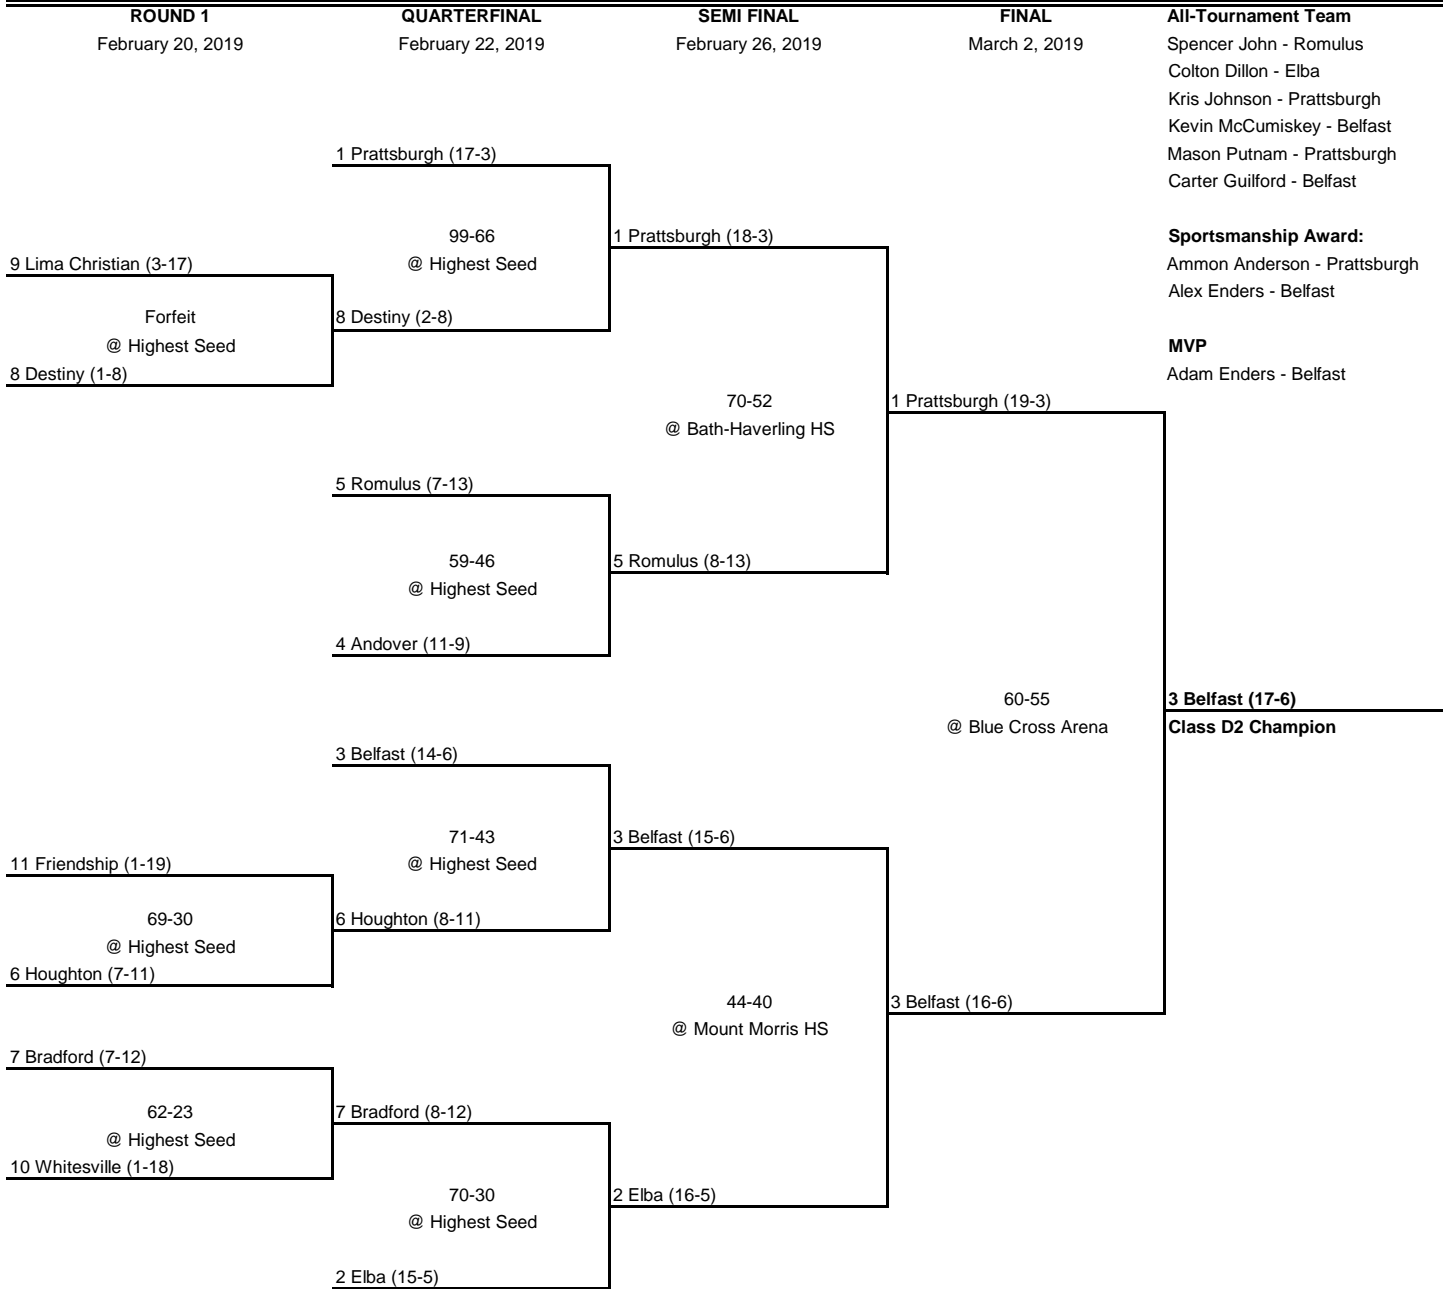 ROUND 1
February 20, 2019
QUARTERFINAL
February 22, 2019
SEMI FINAL
February 26, 2019
FINAL
March 2, 2019
All-Tournament Team
Spencer John - Romulus
Colton Dillon - Elba
Kris Johnson - Prattsburgh
Kevin McCumiskey - Belfast
Mason Putnam - Prattsburgh
Carter Guilford - Belfast
Sportsmanship Award:
Ammon Anderson - Prattsburgh
Alex Enders - Belfast
MVP
Adam Enders - Belfast
9 Lima Christian (3-17)
Forfeit
@ Highest Seed
8 Destiny (1-8)
11 Friendship (1-19)
69-30
@ Highest Seed
6 Houghton (7-11)
7 Bradford (7-12)
62-23
@ Highest Seed
10 Whitesville (1-18)
1 Prattsburgh (17-3)
99-66
@ Highest Seed
8 Destiny (2-8)
5 Romulus (7-13)
59-46
@ Highest Seed
4 Andover (11-9)
3 Belfast (14-6)
71-43
@ Highest Seed
6 Houghton (8-11)
7 Bradford (8-12)
70-30
@ Highest Seed
2 Elba (15-5)
1 Prattsburgh (18-3)
70-52
@ Bath-Haverling HS
5 Romulus (8-13)
3 Belfast (15-6)
44-40
@ Mount Morris HS
2 Elba (16-5)
1 Prattsburgh (19-3)
60-55
@ Blue Cross Arena
3 Belfast (16-6)
3 Belfast (17-6)
Class D2 Champion